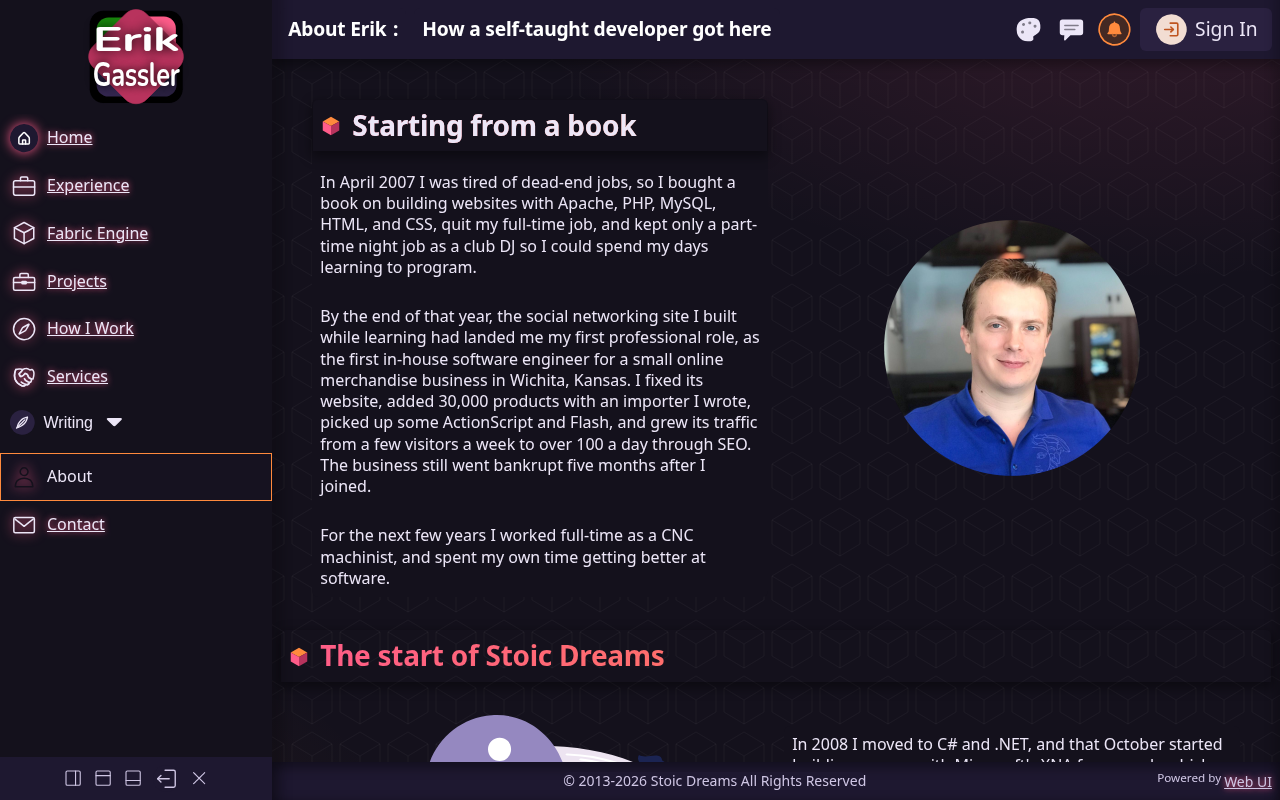 Erik
Gassler
Home
Experience
Fabric Engine
Projects
How I Work
Services
Writing
About
Contact
About Erik :
How a self-taught developer got here
Sign In
Starting from a book
In April 2007 I was tired of dead-end jobs, so I bought a
book on building websites with Apache, PHP, MySQL,
HTML, and CSS, quit my full-time job, and kept only a part-
time night job as a club DJ so I could spend my days
learning to program.
By the end of that year, the social networking site I built
while learning had landed me my first professional role, as
the first in-house software engineer for a small online
merchandise business in Wichita, Kansas. I fixed its
website, added 30,000 products with an importer I wrote,
picked up some ActionScript and Flash, and grew its traffic
from a few visitors a week to over 100 a day through SEO.
The business still went bankrupt five months after I
joined.
For the next few years I worked full-time as a CNC
machinist, and spent my own time getting better at
software.
The start of Stoic Dreams
In 2008 I moved to C# and .NET, and that October started
© 2013-2026 Stoic Dreams All Rights Reserved
Powered by Web UI